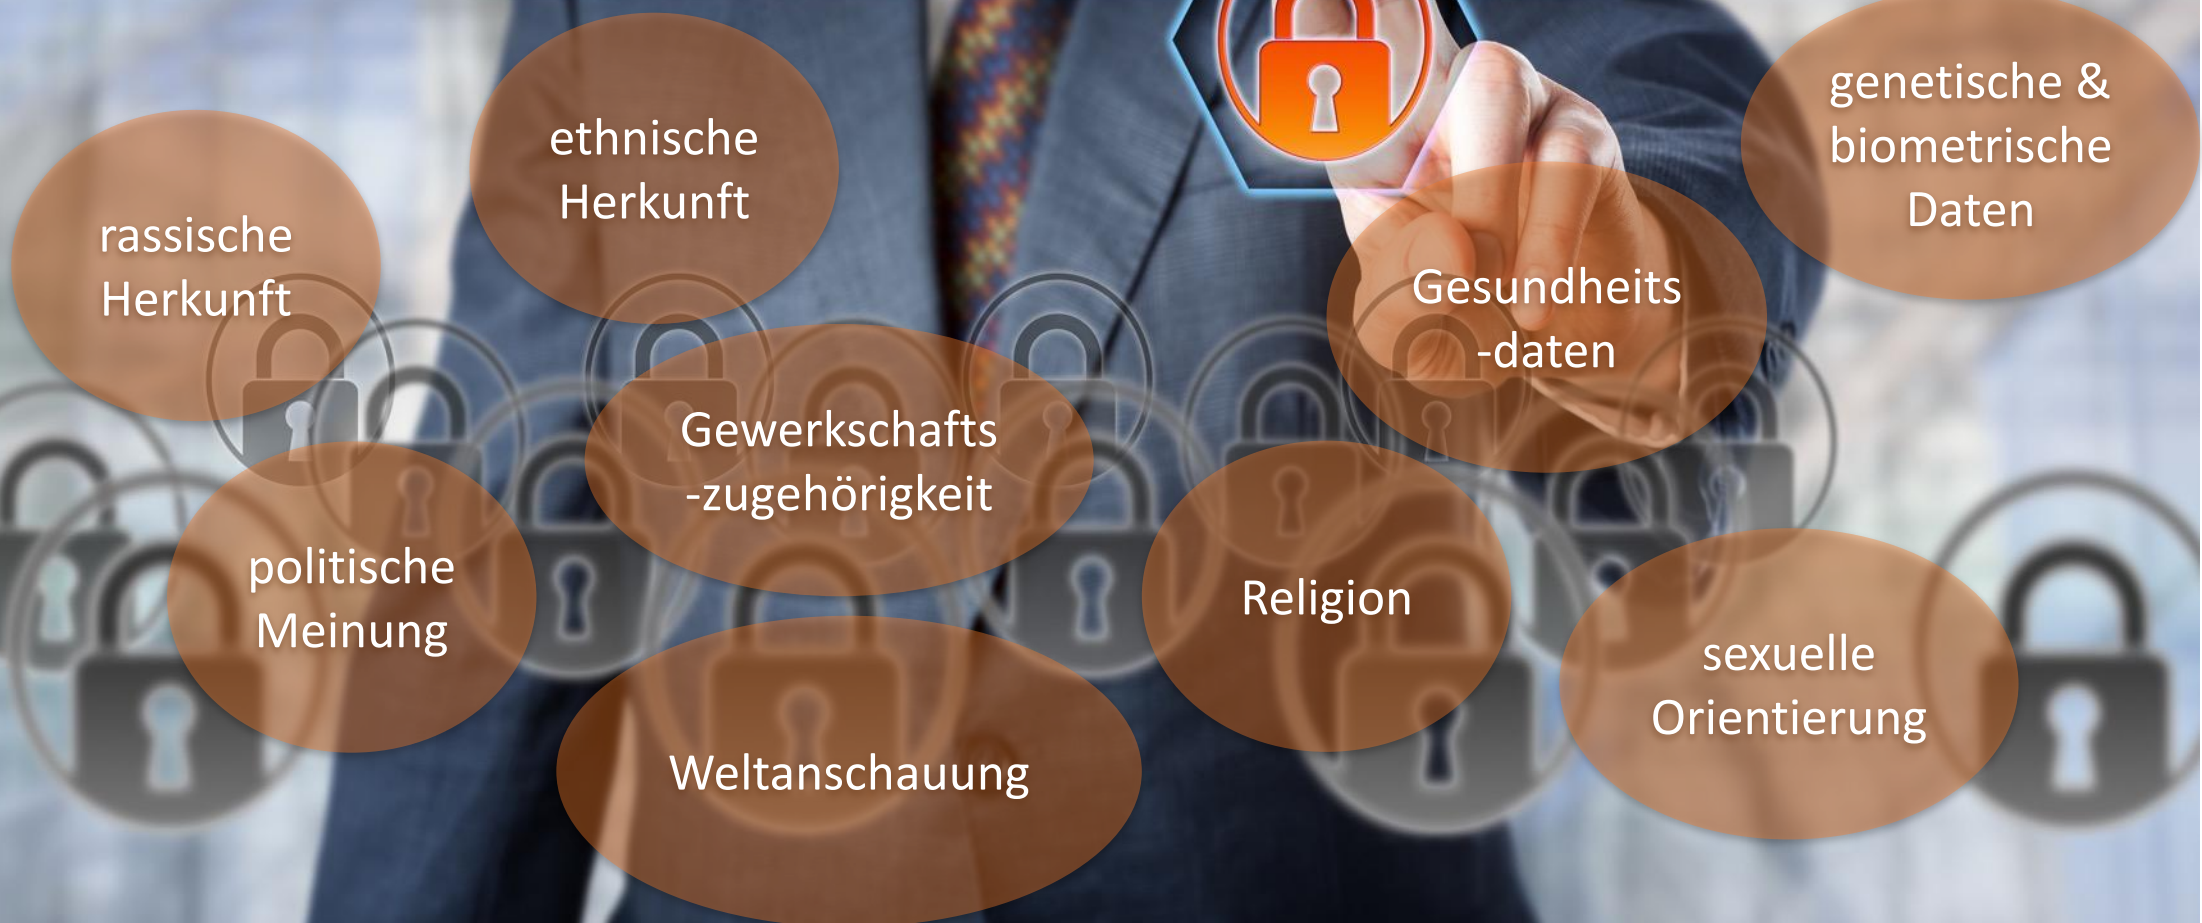 rassische
Herkunft
ethnische
Herkunft
genetische &
biometrische
Daten
Gesundheits
-daten
Gewerkschafts
-zugehörigkeit
politische
Meinung
Religion
sexuelle
Orientierung
Weltanschauung